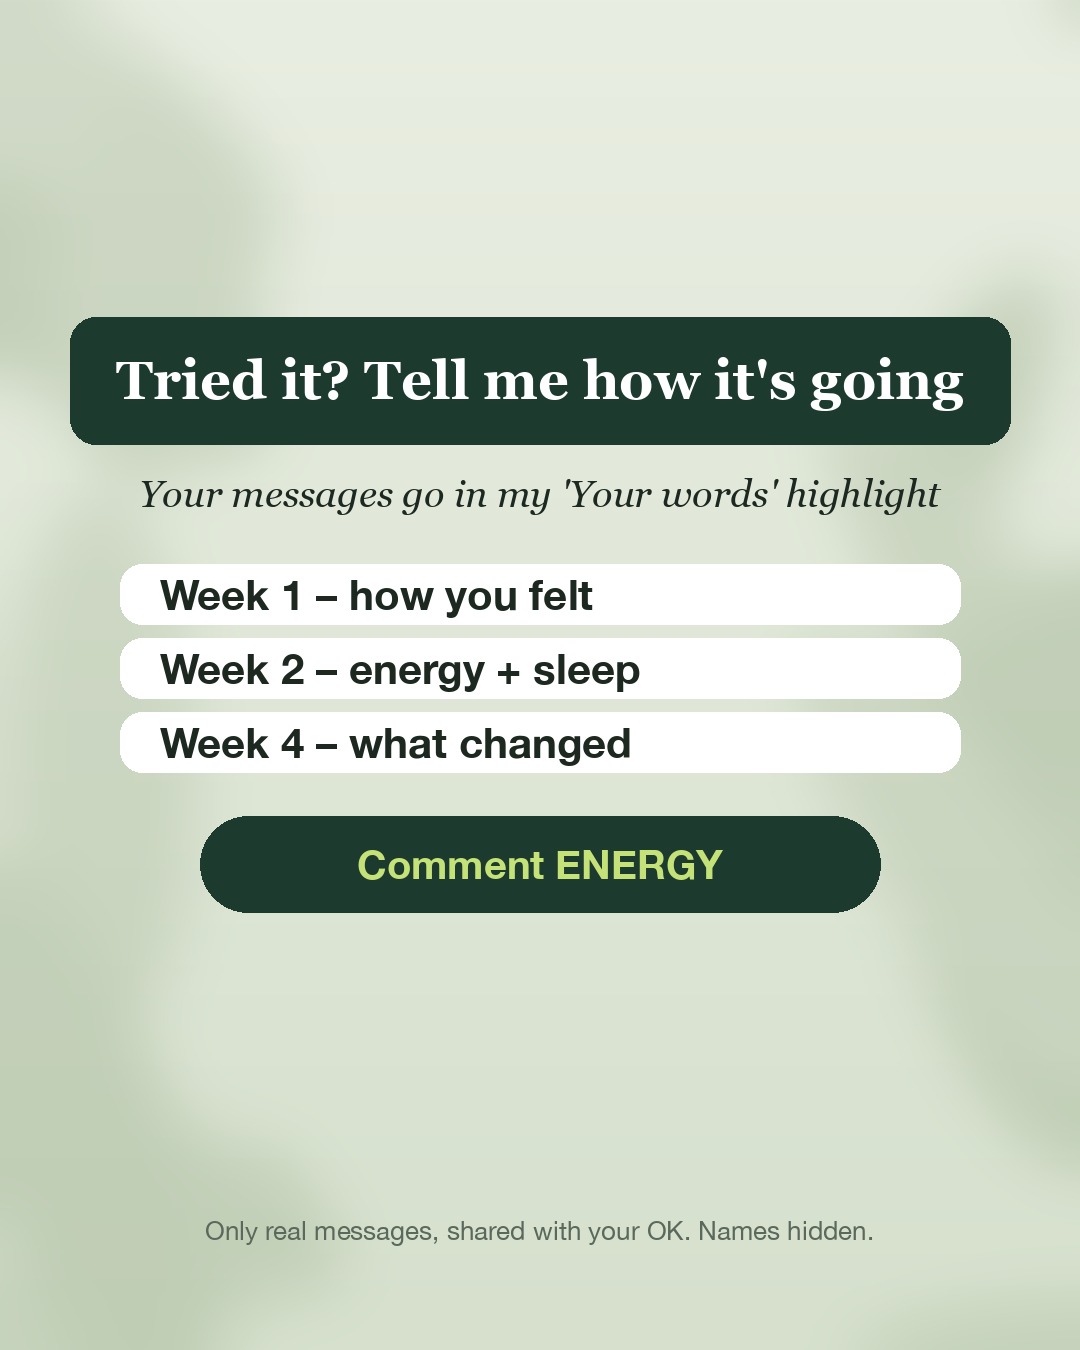 Tried it? Tell me how it's going
Your messages go in my 'Your words' highlight
Week 1 – how you felt
Week 2 – energy + sleep
Week 4 – what changed
Comment ENERGY
Only real messages, shared with your OK. Names hidden.